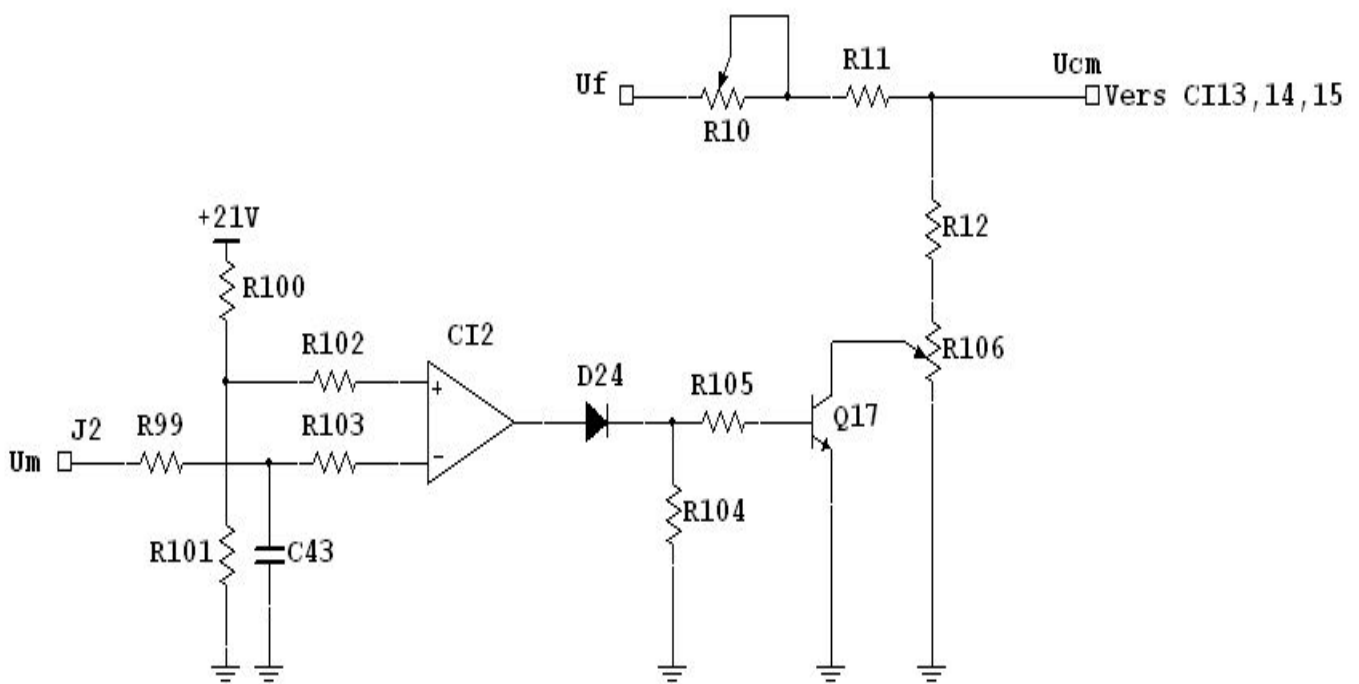 R11
Ucm
Uf
Vers CI13,14,15
R10
+21V
R12
R100
CI2
R102
R106
D24
R105
+
Q17
J2
R99
R103
Um
-
R104
R101
C43